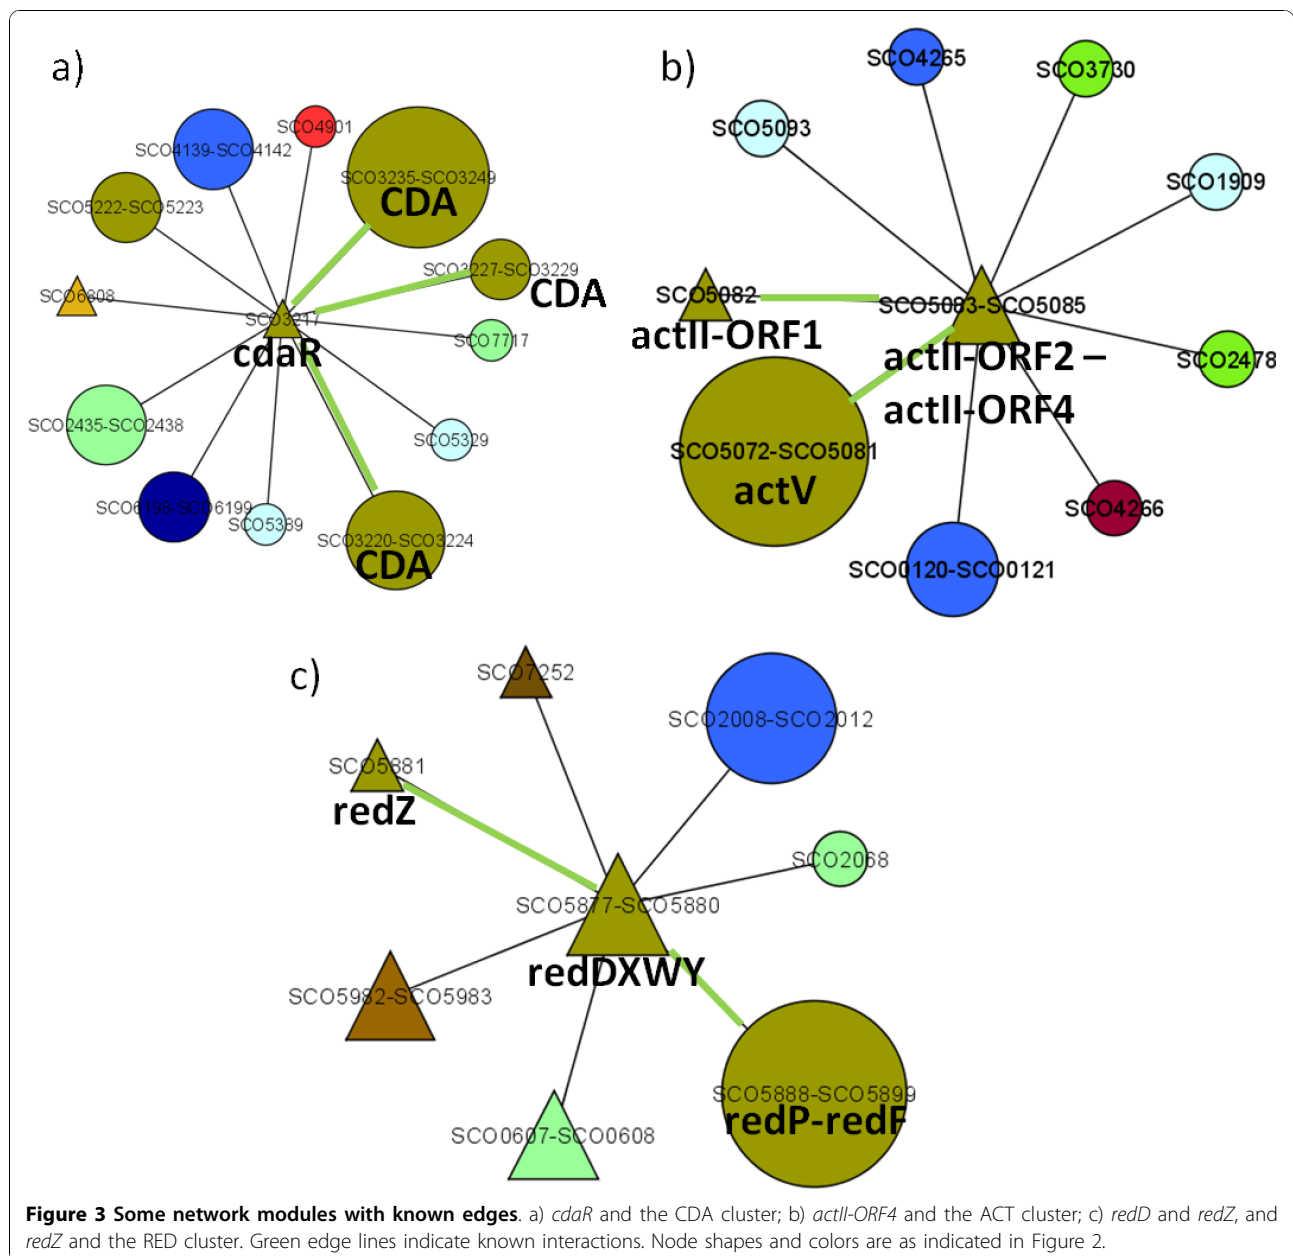 a)
SCO4901
SCO4139-SCO4142
SCO3235-SCO3249
CDA
SCO5222-SCO5223
SCO3227-SCO3229
CDA
SCO6808
SCO3217
cdaR
SCO7717
SCO2435-SCO2438
SCO5329
SCO6198-SCO6199
SCO5389
SCO3220-SCO3224
CDA
b)
SCO4265
SCO3730
SCO5093
SCO1909
SCO5082
actII-ORF1
SCO5083-SCO5085
actII-ORF2 –
actII-ORF4
SCO2478
SCO5072-SCO5081
actV
SCO4266
SCO0120-SCO0121
c)
SCO7252
SCO2008-SCO2012
SCO5881
redZ
SCO2068
SCO5877-SCO5880
redDXWY
SCO5982-SCO5983
SCO5888-SCO5899
redP-redF
SCO0607-SCO0608
Figure 3 Some network modules with known edges. a) cdaR and the CDA cluster; b) actII-ORF4 and the ACT cluster; c) redD and redZ, and
redZ and the RED cluster. Green edge lines indicate known interactions. Node shapes and colors are as indicated in Figure 2.